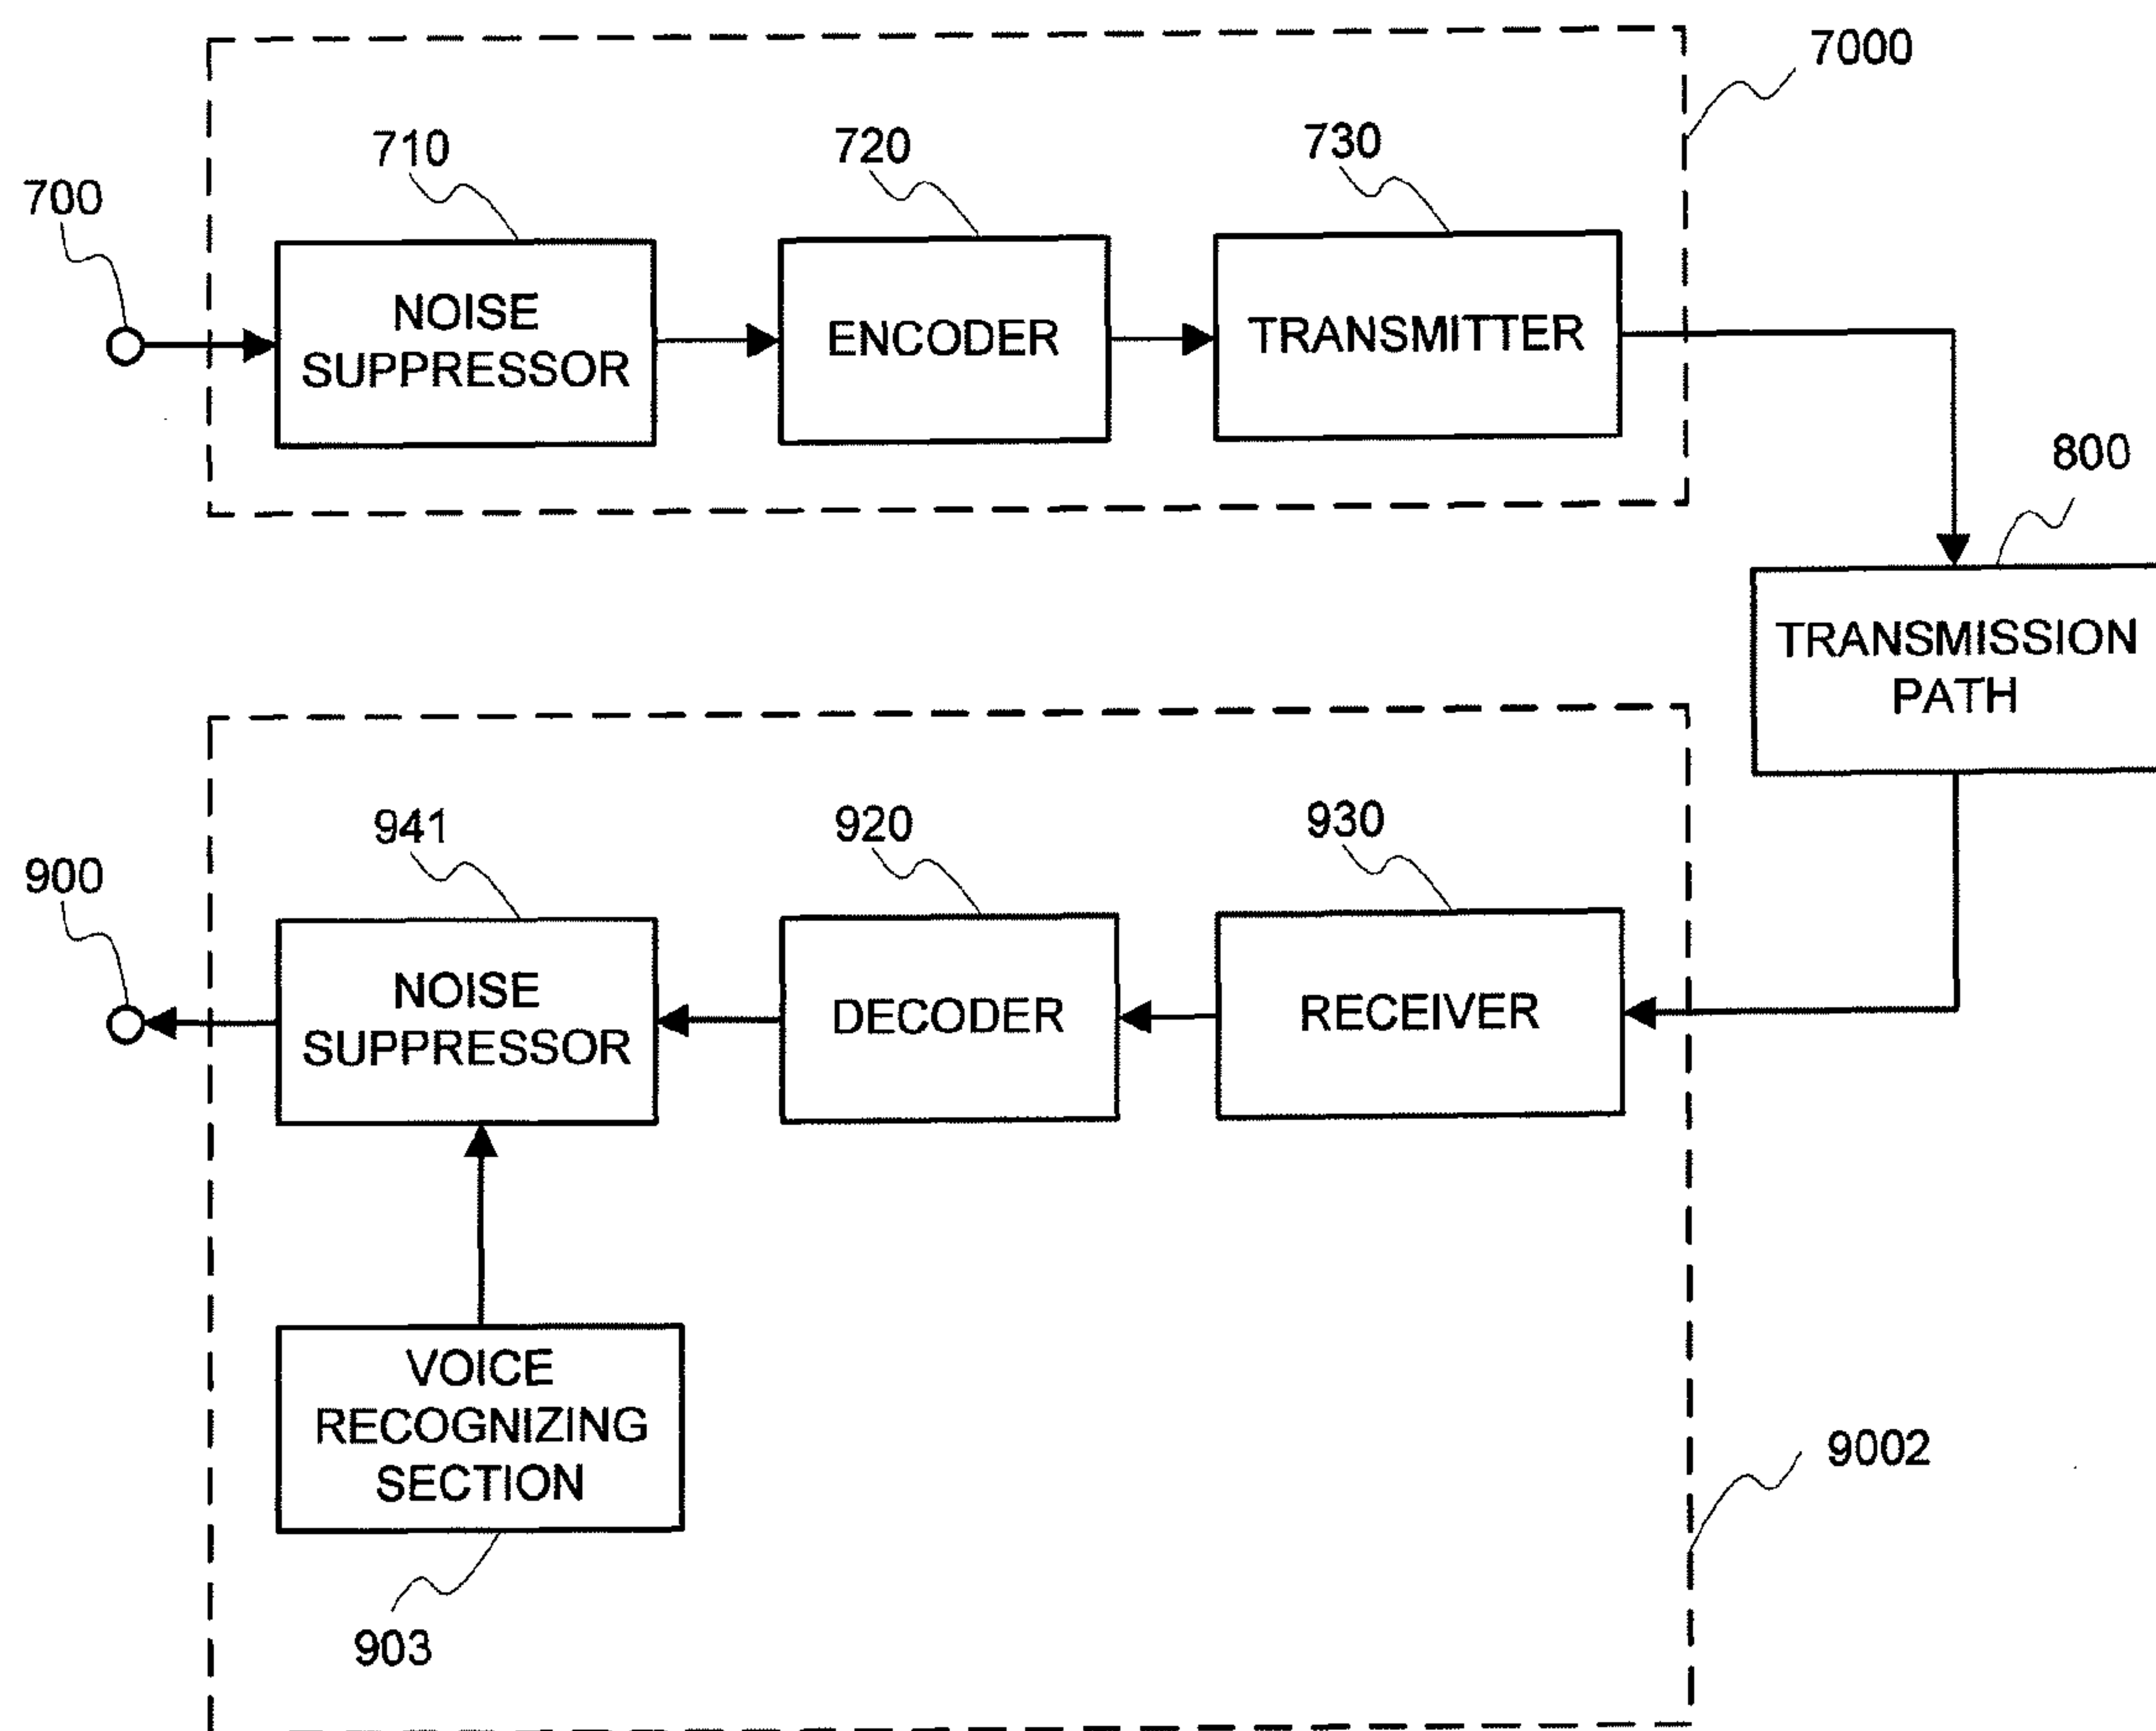 7000
710
720
730
700
NOISE
SUPPRESSOR
ENCODER
TRANSMITTER
800
TRANSMISSION
PATH
941
920
930
900
NOISE
SUPPRESSOR
DECODER
RECEIVER
VOICE
RECOGNIZING
SECTION
9002
903